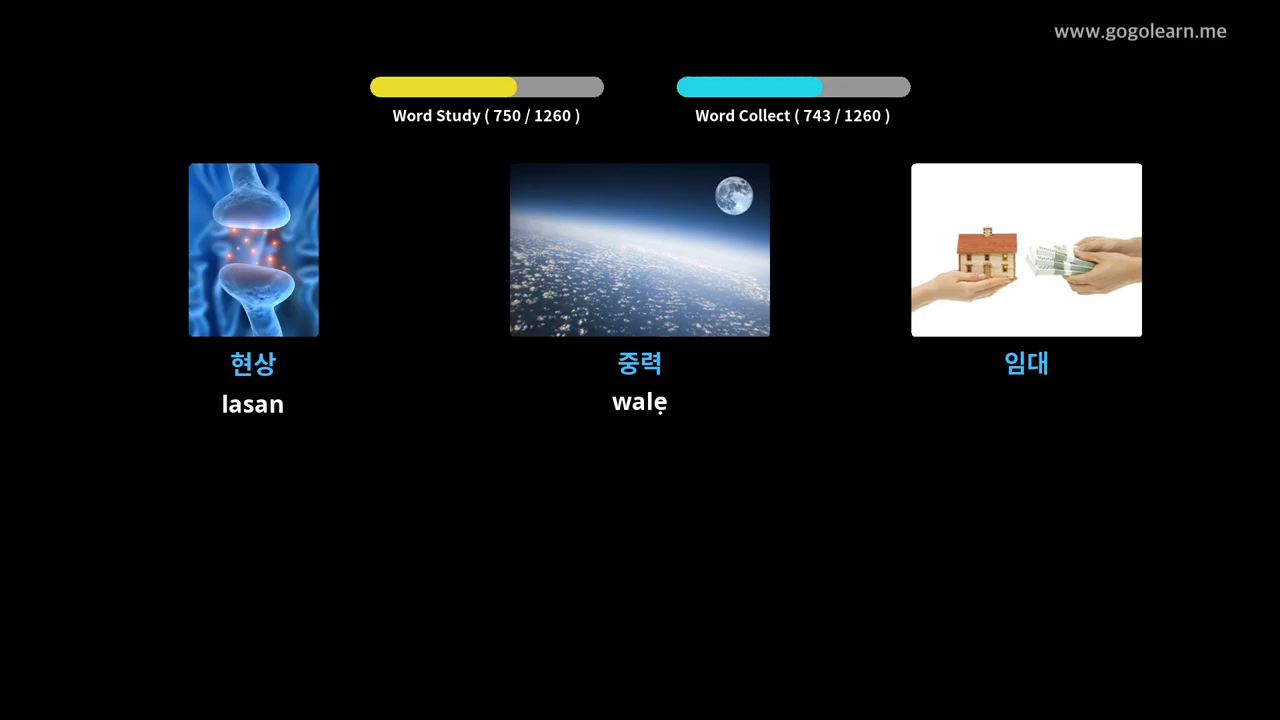 www.gogolearn.me
Word Study ( 750 / 1260 )
Word Collect ( 743 / 1260 )
현상
중력
임대
lasan
walẹ